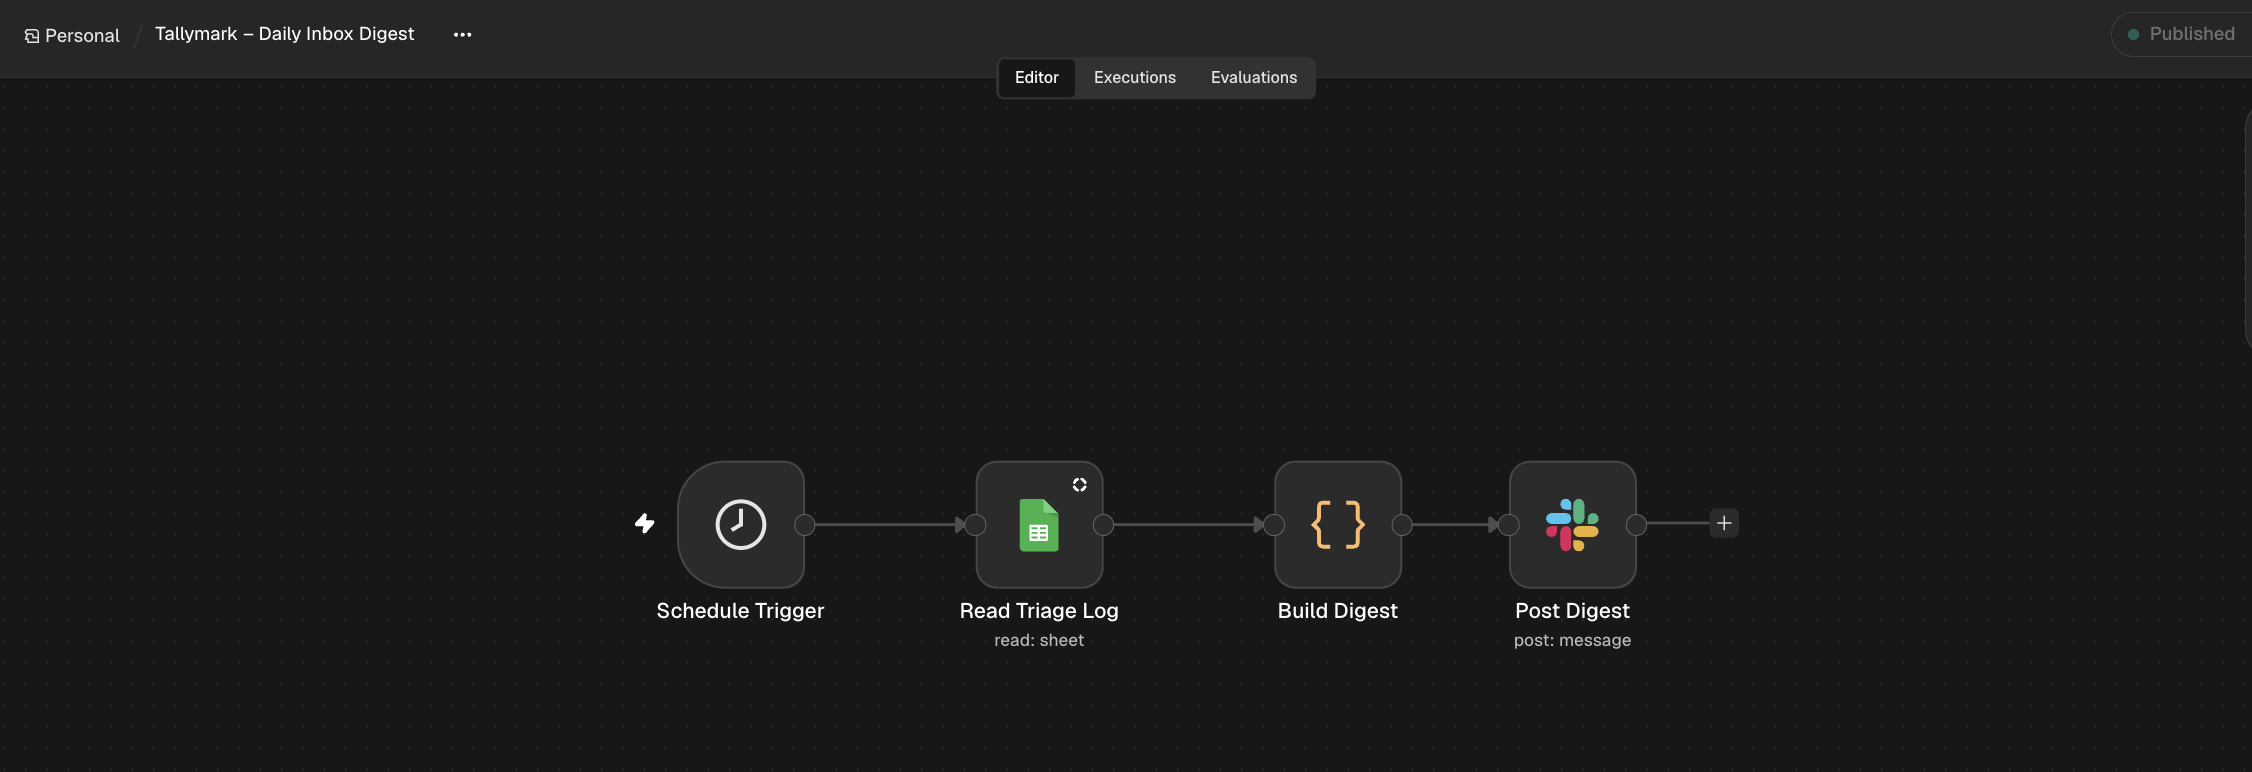 Personal / Tallymark – Daily Inbox Digest ...
Published
Editor Executions Evaluations
Schedule Trigger
Read Triage Log
read: sheet
Build Digest
Post Digest
post: message